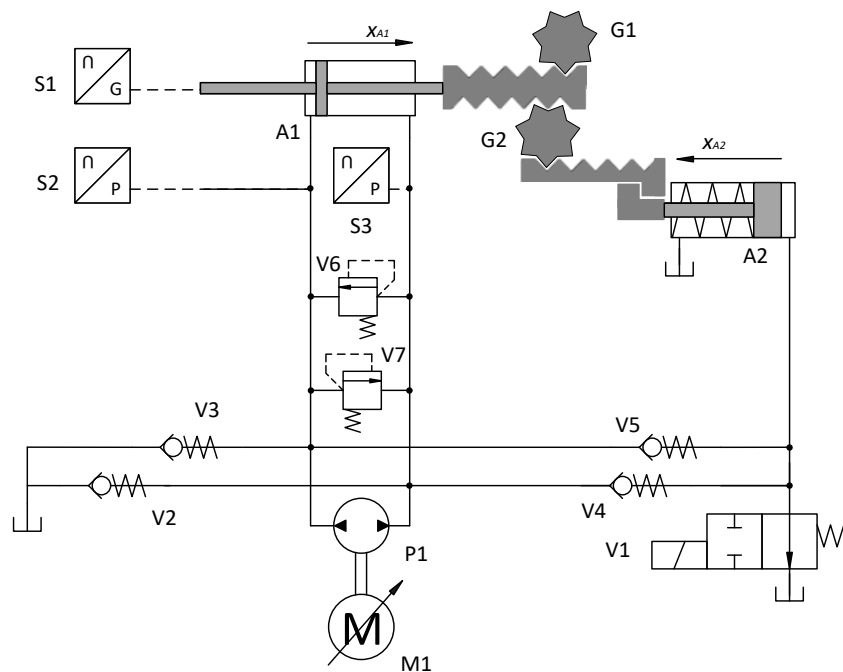 x_A1
G1
S1
∩
G
A1
G2
S2
∩
P
∩
P
S3
x_A2
A2
V6
V7
V3
V5
V2
V4
V1
P1
M
M1